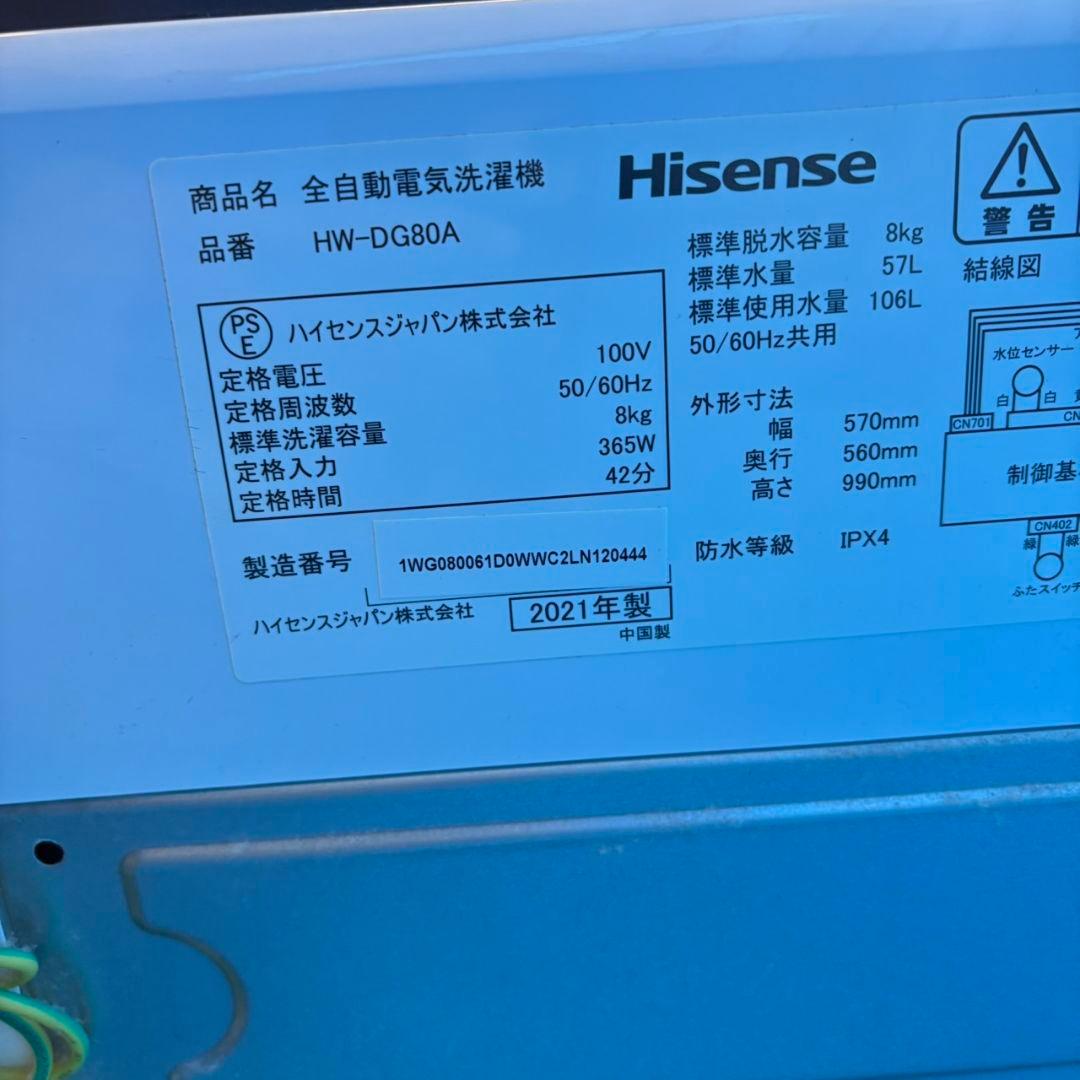 商品名 全自動電気洗濯機
品番 HW-DG80A
PS
E
ハイセンスジャパン株式会社
定格電圧 100V
定格周波数 50/60Hz
標準洗濯容量 8kg
定格入力 365W
定格時間 42分
製造番号 1WG080061D0WWC2LN120444
ハイセンスジャパン株式会社 2021年製
中国製
Hisense
標準脱水容量 8kg
標準水量 57L
標準使用水量 106L
50/60Hz共用
外形寸法
幅 570mm
奥行 560mm
高さ 990mm
防水等級 IPX4
警告
結線図
水位センサー
白 白
CN701 CN
制御基
CN402
緑 緑
ふたスイッチ